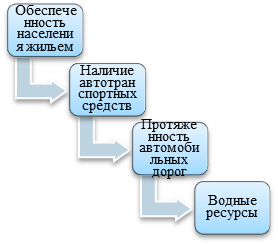 Обеспече
нность
населени
я жильем
Наличие
автотран
спортных
средств
Протяже
нность
автомоби
льных
дорог
Водные
ресурсы